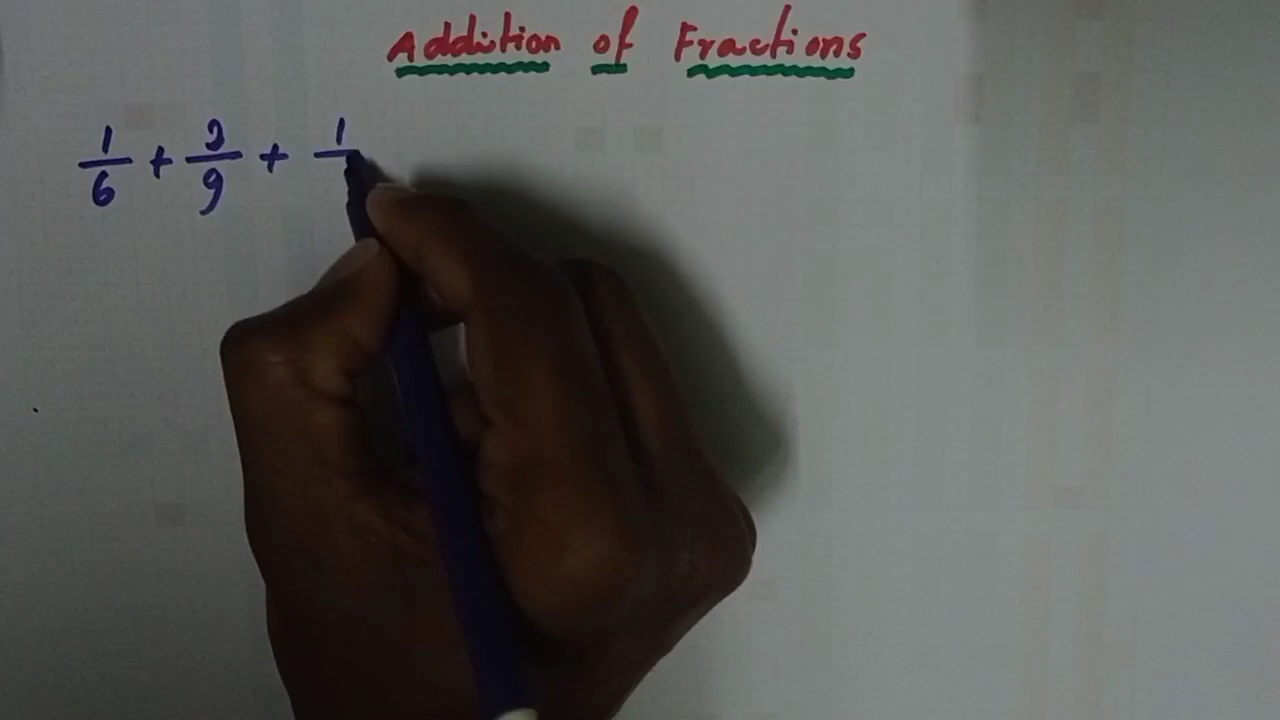 Addition of Fractions
1/6 + 2/9 + 1/